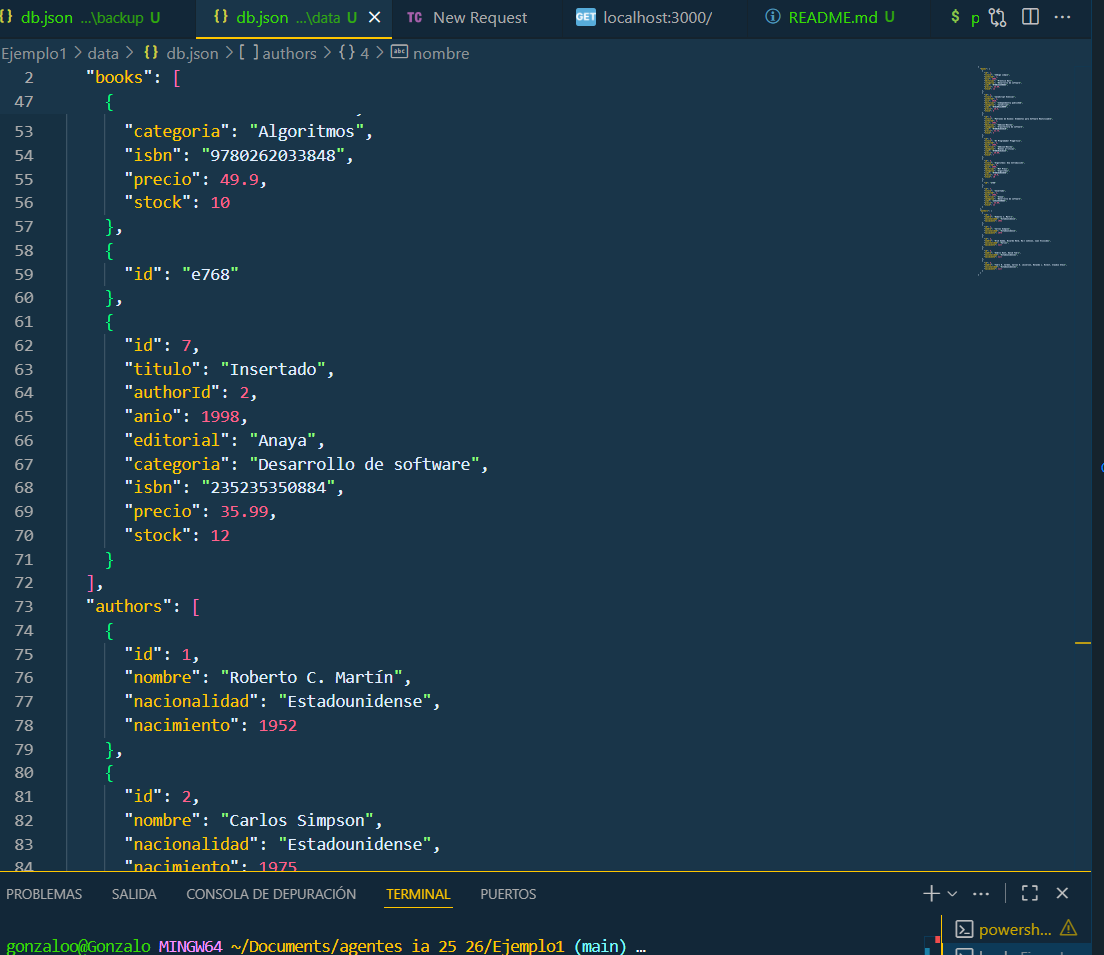 {} db.json ...\backup U {} db.json ...\data U TC New Request GET localhost:3000/ README.md U $ p
Ejemplo1 > data > {} db.json > [ ] authors > {} 4 > abc nombre
2 "books": [
47 {
53 "categoria": "Algoritmos",
54 "isbn": "9780262033848",
55 "precio": 49.9,
56 "stock": 10
57 },
58 {
59 "id": "e768"
60 },
61 {
62 "id": 7,
63 "titulo": "Insertado",
64 "authorId": 2,
65 "anio": 1998,
66 "editorial": "Anaya",
67 "categoria": "Desarrollo de software",
68 "isbn": "235235350884",
69 "precio": 35.99,
70 "stock": 12
71 }
72 ],
73 "authors": [
74 {
75 "id": 1,
76 "nombre": "Roberto C. Martín",
77 "nacionalidad": "Estadounidense",
78 "nacimiento": 1952
79 },
80 {
81 "id": 2,
82 "nombre": "Carlos Simpson",
83 "nacionalidad": "Estadounidense",
84 "nacimiento": 1975
PROBLEMAS SALIDA CONSOLA DE DEPURACIÓN TERMINAL PUERTOS
gonzaloo@Gonzalo MINGW64 ~/Documents/agentes_ia_25_26/Ejemplo1 (main) ...
powersh...